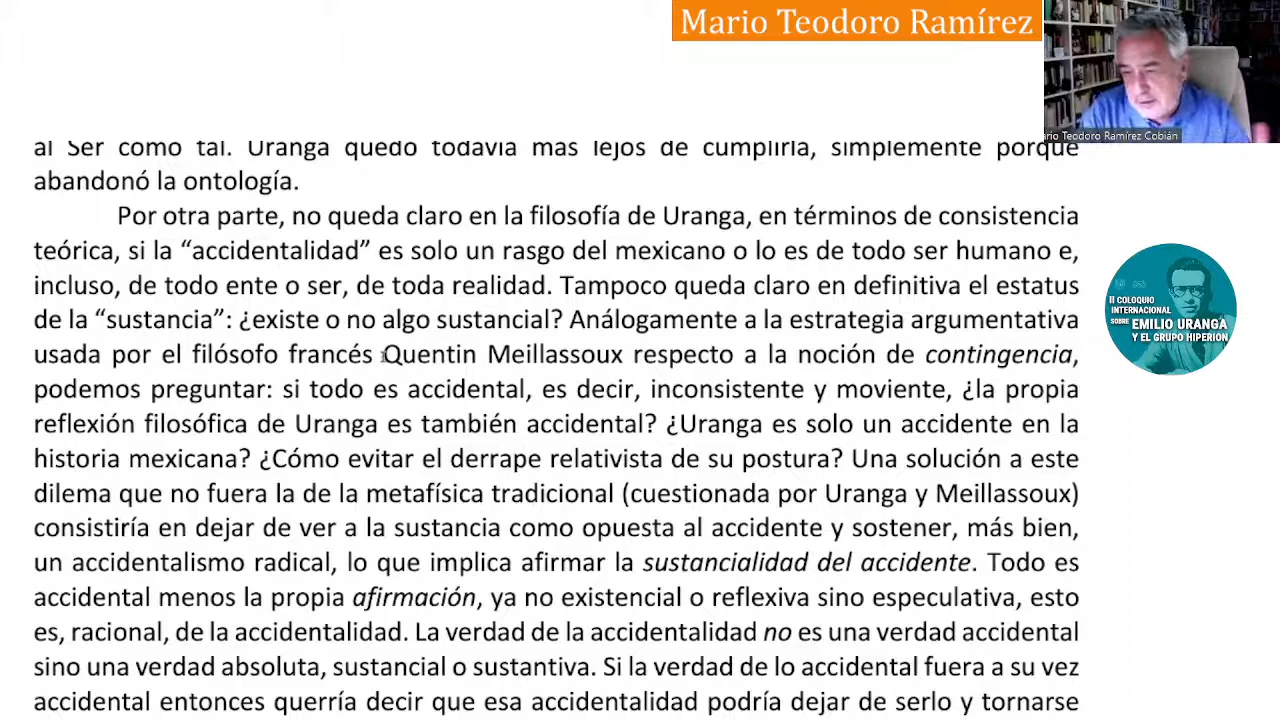 Mario Teodoro Ramírez
ario Teodoro Ramírez Cobián
al Ser como tal. Uranga quedó todavía más lejos de cumplirla, simplemente porque
abandonó la ontología.
Por otra parte, no queda claro en la filosofía de Uranga, en términos de consistencia
teórica, si la “accidentalidad” es solo un rasgo del mexicano o lo es de todo ser humano e,
incluso, de todo ente o ser, de toda realidad. Tampoco queda claro en definitiva el estatus
de la “sustancia”: ¿existe o no algo sustancial? Análogamente a la estrategia argumentativa
usada por el filósofo francés Quentin Meillassoux respecto a la noción de contingencia,
podemos preguntar: si todo es accidental, es decir, inconsistente y moviente, ¿la propia
reflexión filosófica de Uranga es también accidental? ¿Uranga es solo un accidente en la
historia mexicana? ¿Cómo evitar el derrape relativista de su postura? Una solución a este
dilema que no fuera la de la metafísica tradicional (cuestionada por Uranga y Meillassoux)
consistiría en dejar de ver a la sustancia como opuesta al accidente y sostener, más bien,
un accidentalismo radical, lo que implica afirmar la sustancialidad del accidente. Todo es
accidental menos la propia afirmación, ya no existencial o reflexiva sino especulativa, esto
es, racional, de la accidentalidad. La verdad de la accidentalidad no es una verdad accidental
sino una verdad absoluta, sustancial o sustantiva. Si la verdad de lo accidental fuera a su vez
accidental entonces querría decir que esa accidentalidad podría dejar de serlo y tornarse
II COLOQUIO
INTERNACIONAL
SOBRE EMILIO URANGA
Y EL GRUPO HIPERIÓN